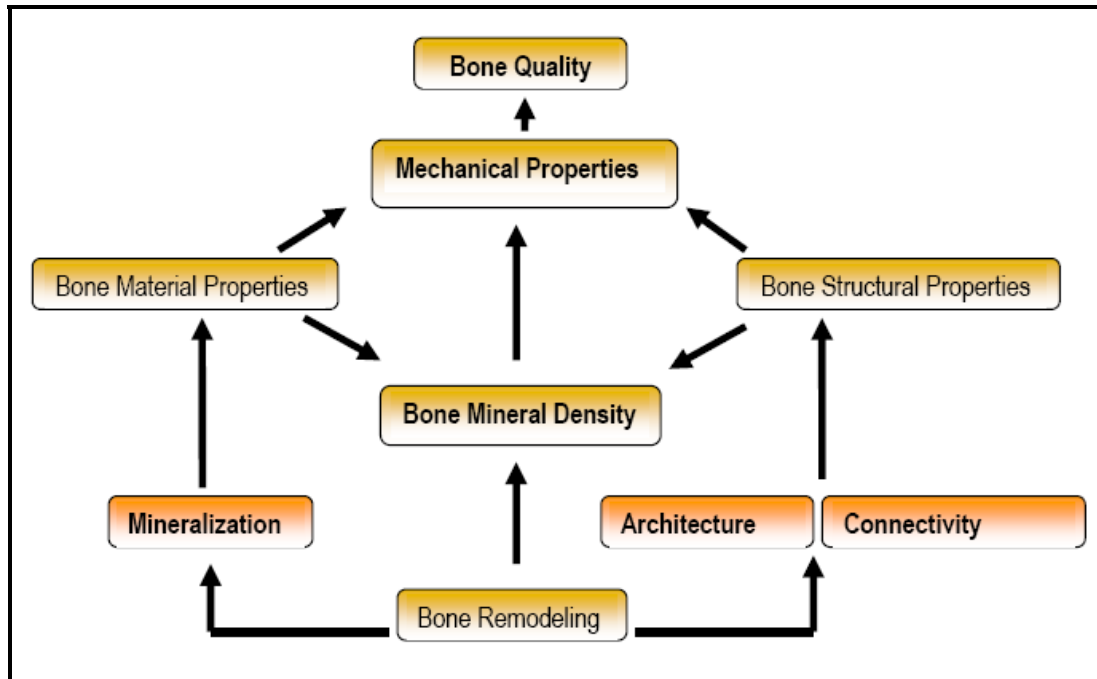 Bone Quality
Mechanical Properties
Bone Material Properties
Bone Structural Properties
Bone Mineral Density
Mineralization
Architecture
Connectivity
Bone Remodeling